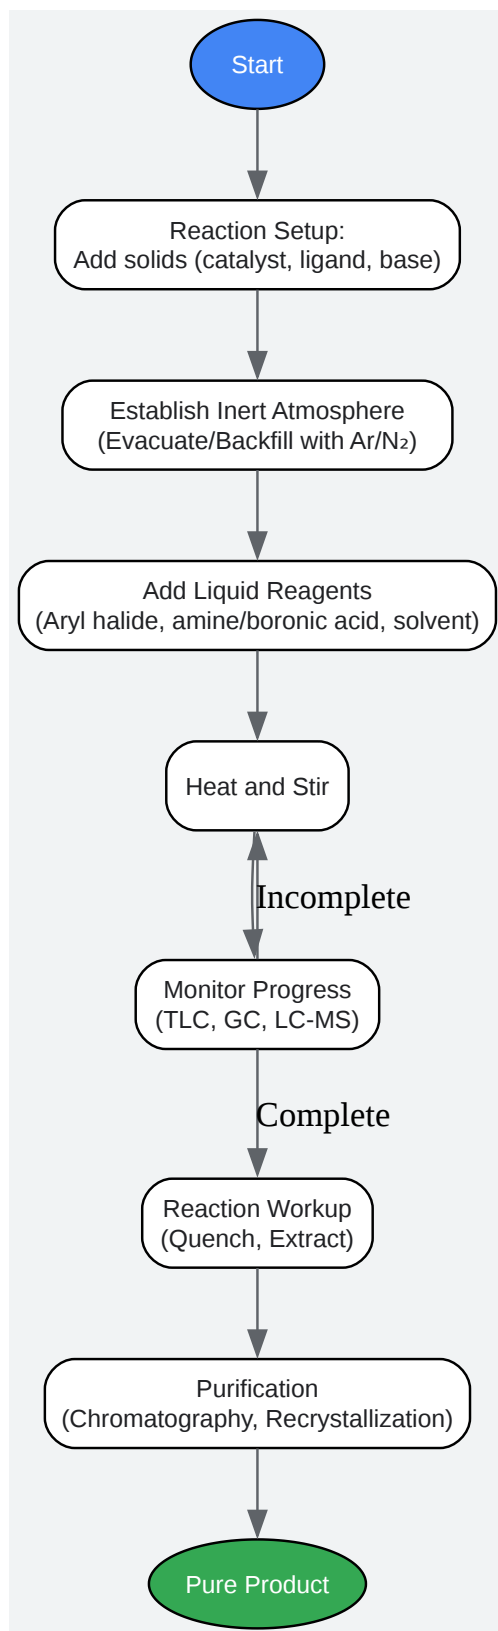 Start
Reaction Setup:
Add solids (catalyst, ligand, base)
Establish Inert Atmosphere
(Evacuate/Backfill with Ar/N₂)
Add Liquid Reagents
(Aryl halide, amine/boronic acid, solvent)
Heat and Stir
Incomplete
Monitor Progress
(TLC, GC, LC-MS)
Complete
Reaction Workup
(Quench, Extract)
Purification
(Chromatography, Recrystallization)
Pure Product